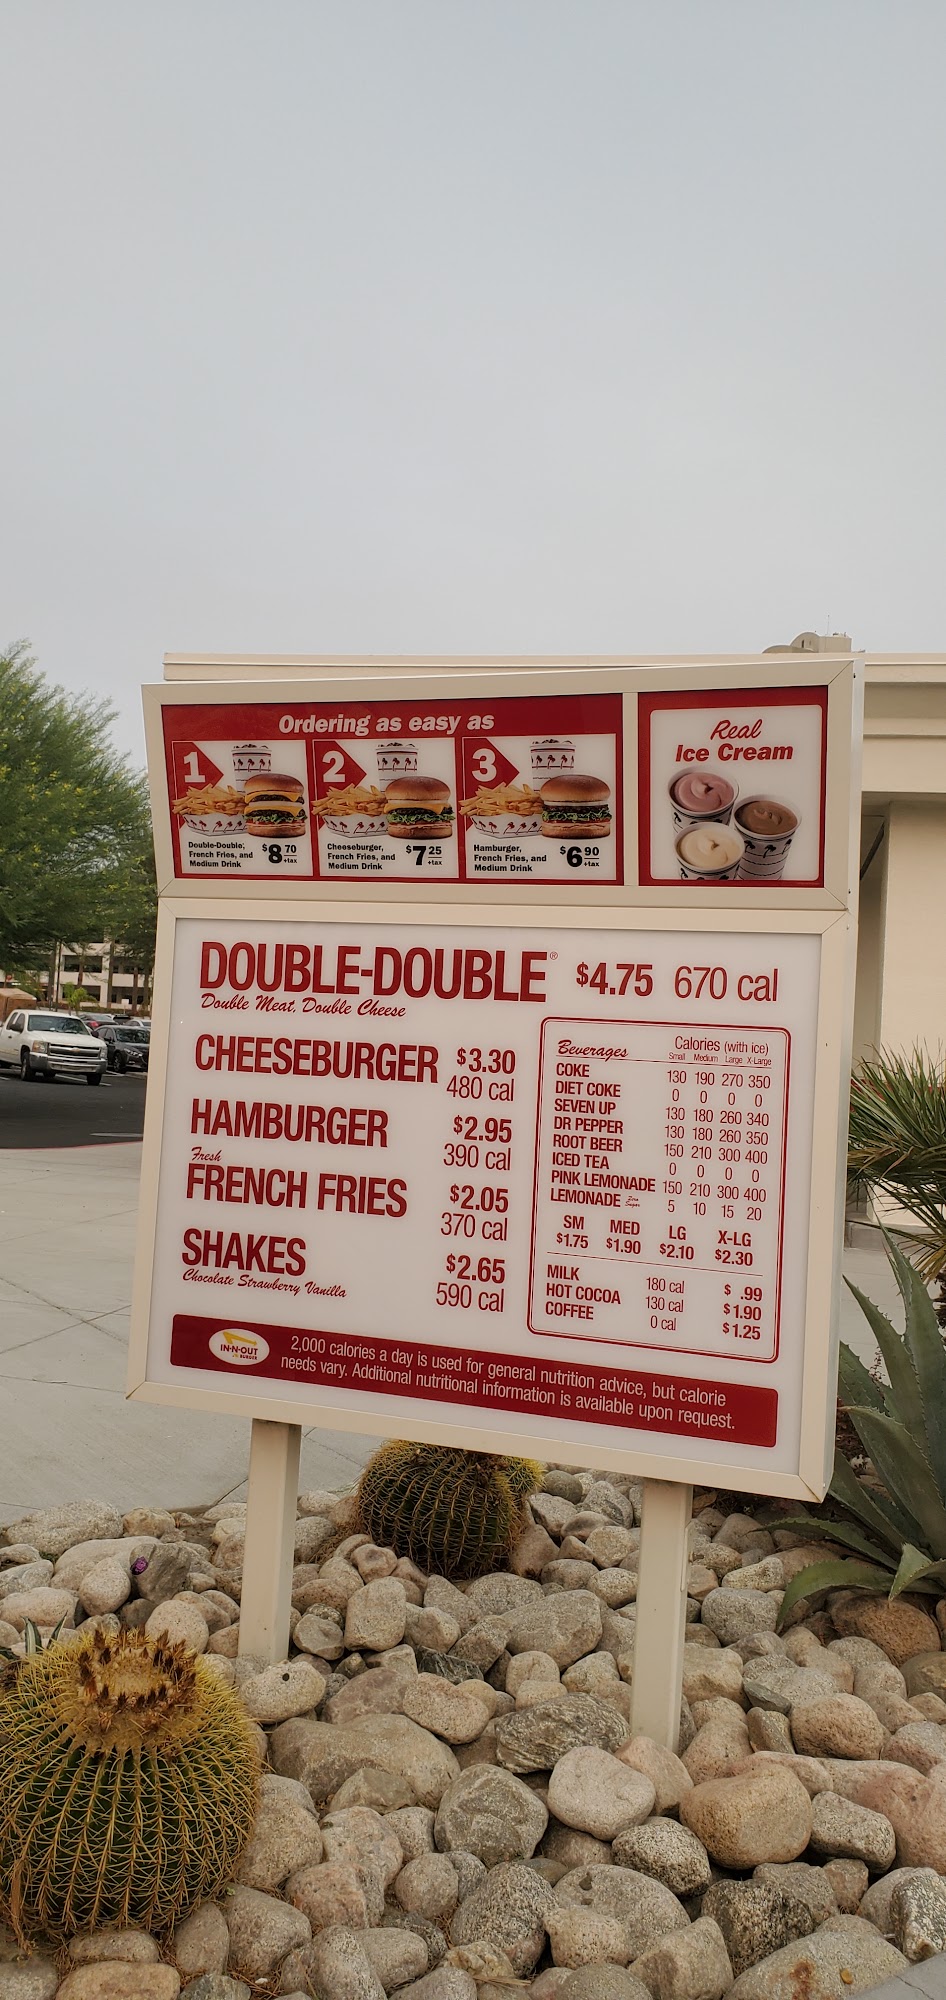 Ordering as easy as
1
Double-Double,
French Fries, and
Medium Drink
$8 70
+tax
2
Cheeseburger,
French Fries, and
Medium Drink
$7 25
+tax
3
Hamburger,
French Fries, and
Medium Drink
$6 90
+tax
Real
Ice Cream
DOUBLE-DOUBLE® $4.75 670 cal
Double Meat, Double Cheese
CHEESEBURGER $3.30
480 cal
HAMBURGER $2.95
390 cal
Fresh
FRENCH FRIES $2.05
370 cal
SHAKES $2.65
Chocolate Strawberry Vanilla 590 cal
Beverages Calories (with ice)
Small Medium Large X-Large
COKE 130 190 270 350
DIET COKE 0 0 0 0
SEVEN UP 130 180 260 340
DR PEPPER 130 180 260 350
ROOT BEER 150 210 300 400
ICED TEA 0 0 0 0
PINK LEMONADE 150 210 300 400
LEMONADE Zero Sugar 5 10 15 20
SM MED LG X-LG
$1.75 $1.90 $2.10 $2.30
MILK 180 cal $ .99
HOT COCOA 130 cal $1.90
COFFEE 0 cal $1.25
IN-N-OUT
BURGER
2,000 calories a day is used for general nutrition advice, but calorie
needs vary. Additional nutritional information is available upon request.